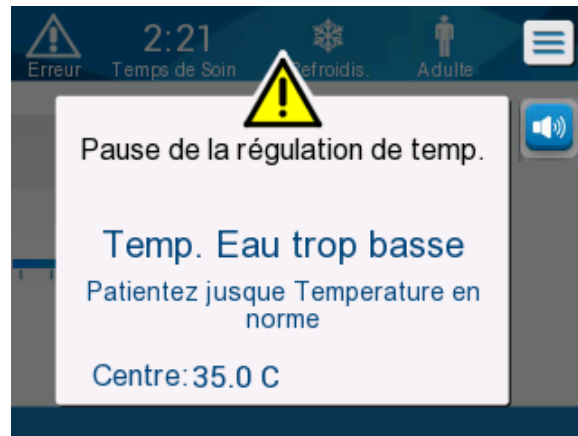 2:21
Erreur Temps de Soin Refroidis. Adulte
Pause de la régulation de temp.
Temp. Eau trop basse
Patientez jusque Temperature en
norme
Centre: 35.0 C